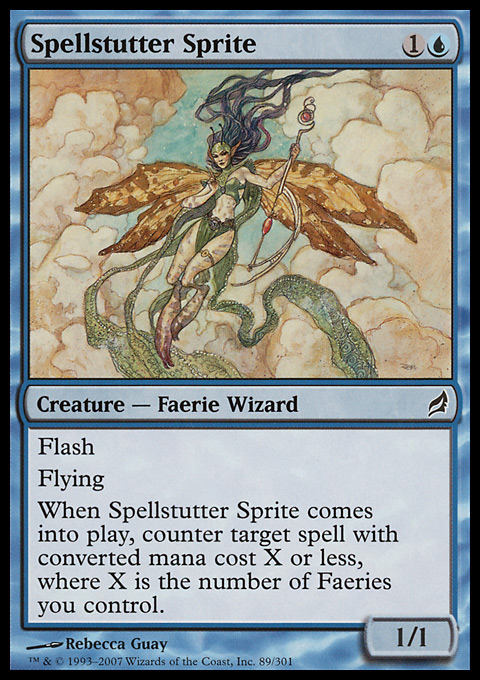 Spellstutter Sprite 1
Creature — Faerie Wizard
Flash
Flying
When Spellstutter Sprite comes
into play, counter target spell with
converted mana cost X or less,
where X is the number of Faeries
you control.
1/1
Rebecca Guay
™ & © 1993–2007 Wizards of the Coast, Inc. 89/301